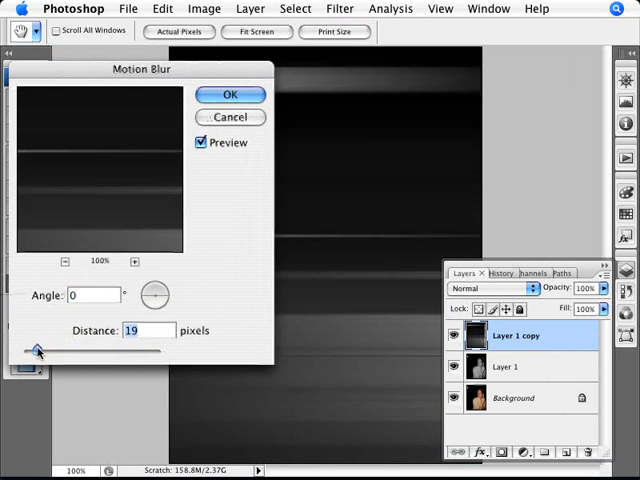 Photoshop File Edit Image Layer Select Filter Analysis View Window Help
Scroll All Windows Actual Pixels Fit Screen Print Size
Motion Blur
OK
Cancel
Preview
100%
Angle: 0 °
Distance: 19 pixels
Layers × History hannels Paths
Normal Opacity: 100%
Lock: Fill: 100%
Layer 1 copy
Layer 1
Background
100% Scratch: 158.8M/2.37G